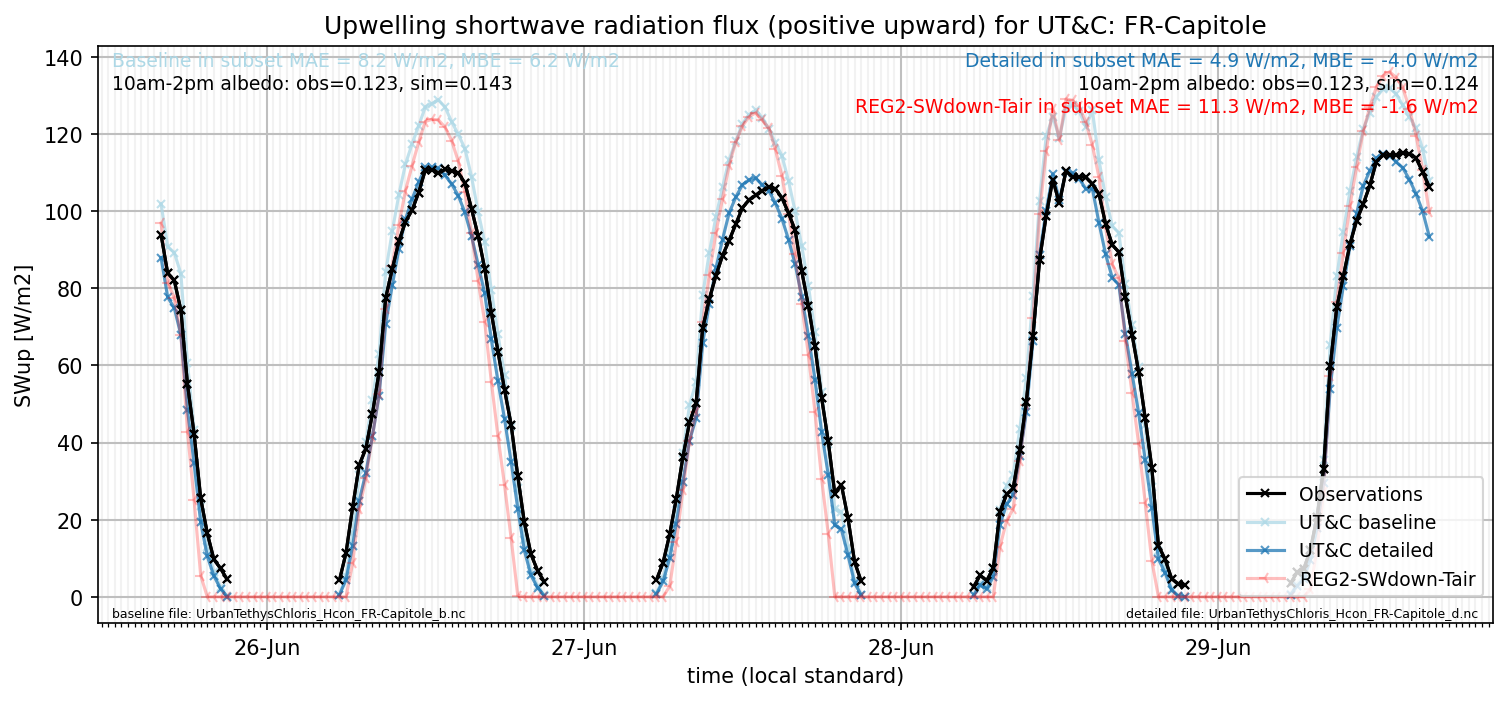 Upwelling shortwave radiation flux (positive upward) for UT&C: FR-Capitole
Baseline in subset MAE = 8.2 W/m2, MBE = 6.2 W/m2
10am-2pm albedo: obs=0.123, sim=0.143
Detailed in subset MAE = 4.9 W/m2, MBE = -4.0 W/m2
10am-2pm albedo: obs=0.123, sim=0.124
REG2-SWdown-Tair in subset MAE = 11.3 W/m2, MBE = -1.6 W/m2
SWup [W/m2]
140
120
100
80
60
40
20
0
Observations
UT&C baseline
UT&C detailed
REG2-SWdown-Tair
baseline file: UrbanTethysChloris_Hcon_FR-Capitole_b.nc
detailed file: UrbanTethysChloris_Hcon_FR-Capitole_d.nc
26-Jun
27-Jun
28-Jun
29-Jun
time (local standard)